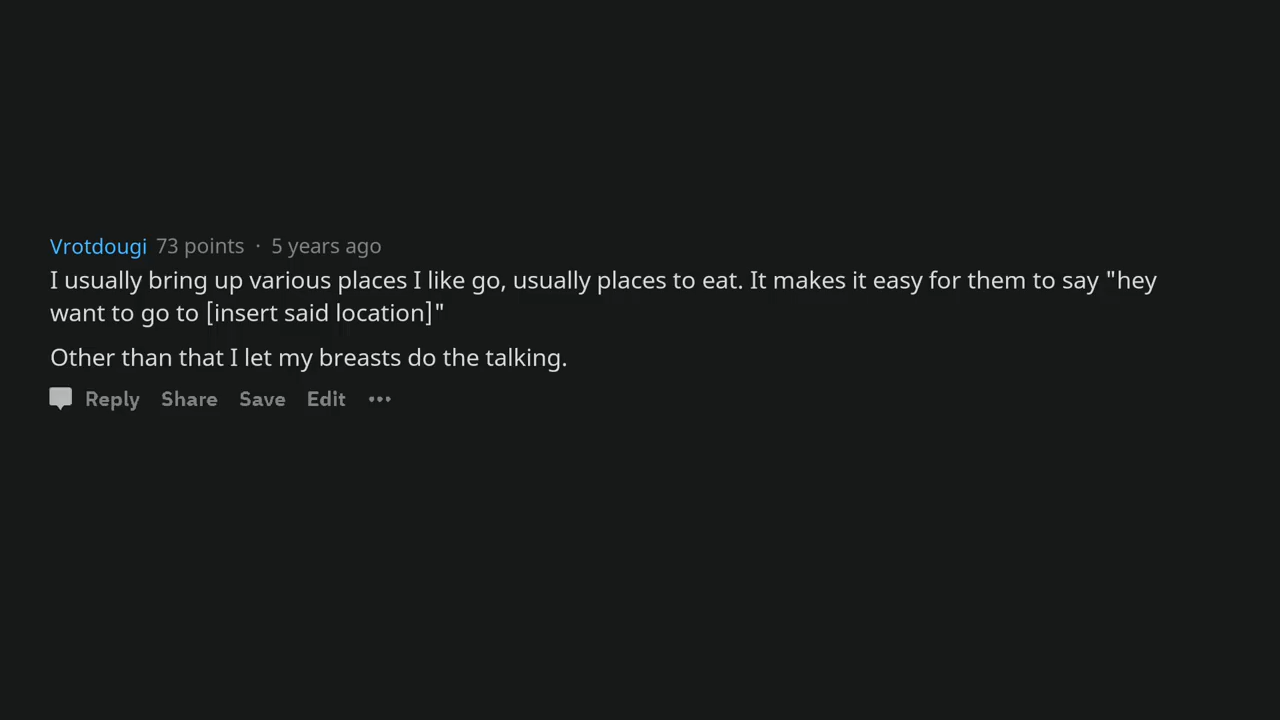 Vrotdougi 73 points · 5 years ago
I usually bring up various places I like go, usually places to eat. It makes it easy for them to say "hey
want to go to [insert said location]"
Other than that I let my breasts do the talking.
Reply Share Save Edit •••